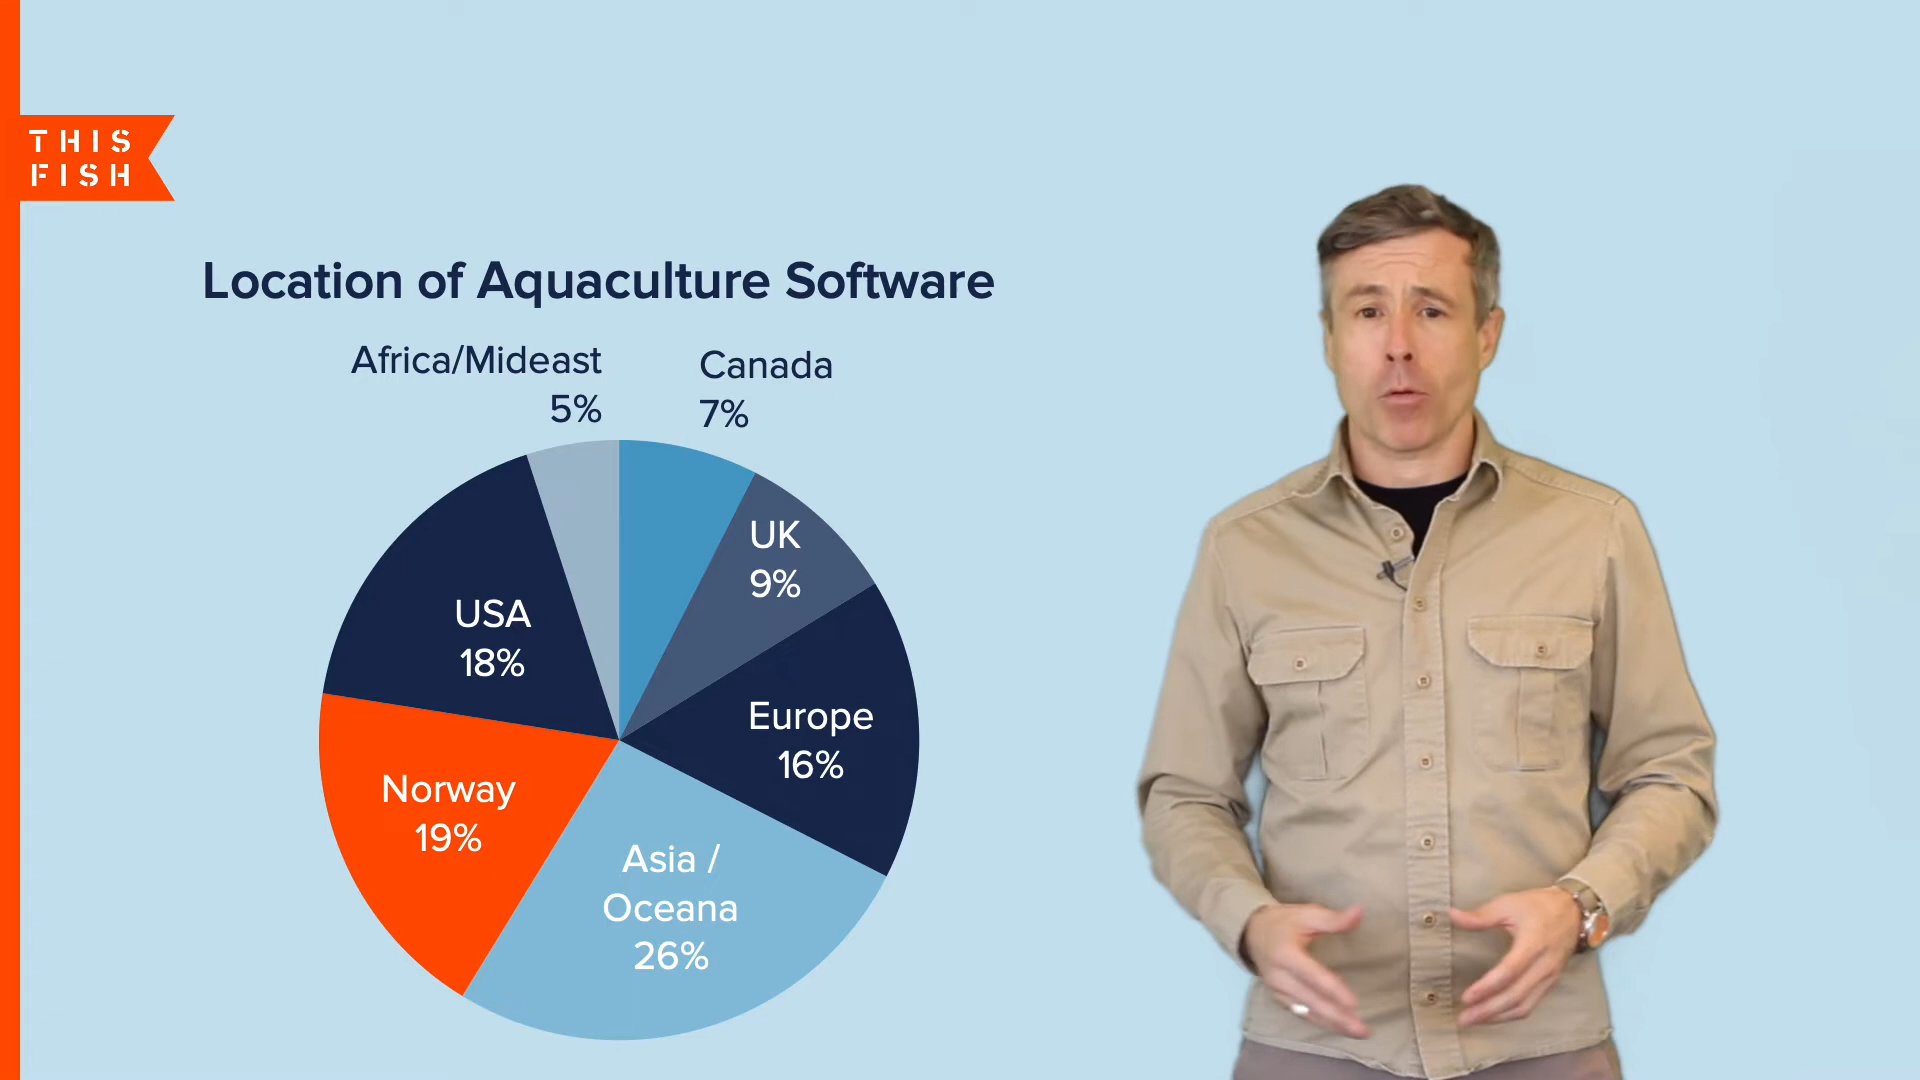 THIS
FISH
Location of Aquaculture Software
Africa/Mideast
5%
Canada
7%
UK
9%
USA
18%
Europe
16%
Norway
19%
Asia /
Oceana
26%